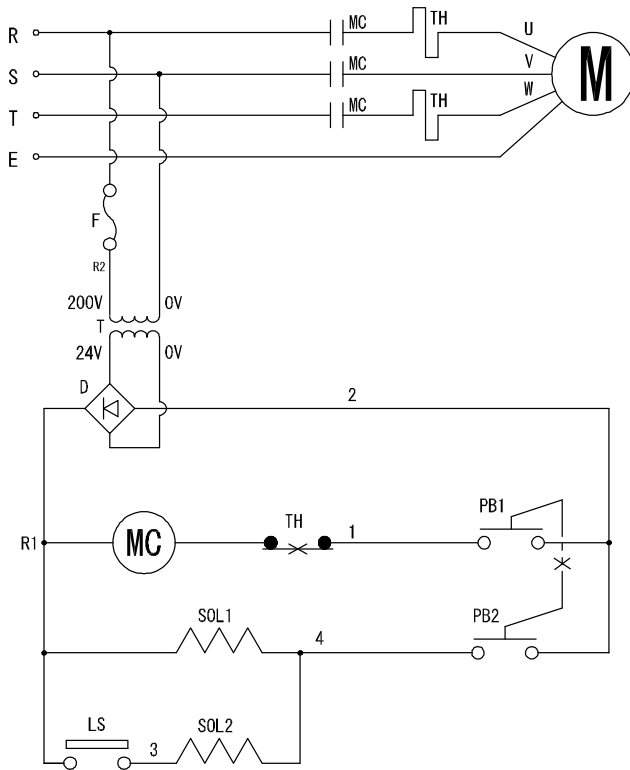 R
MC
TH
U
S
MC
V
M
T
MC
TH
W
E
F
R2
200V
0V
T
24V
0V
D
2
R1
MC
TH
1
PB1
SOL1
4
PB2
LS
3
SOL2